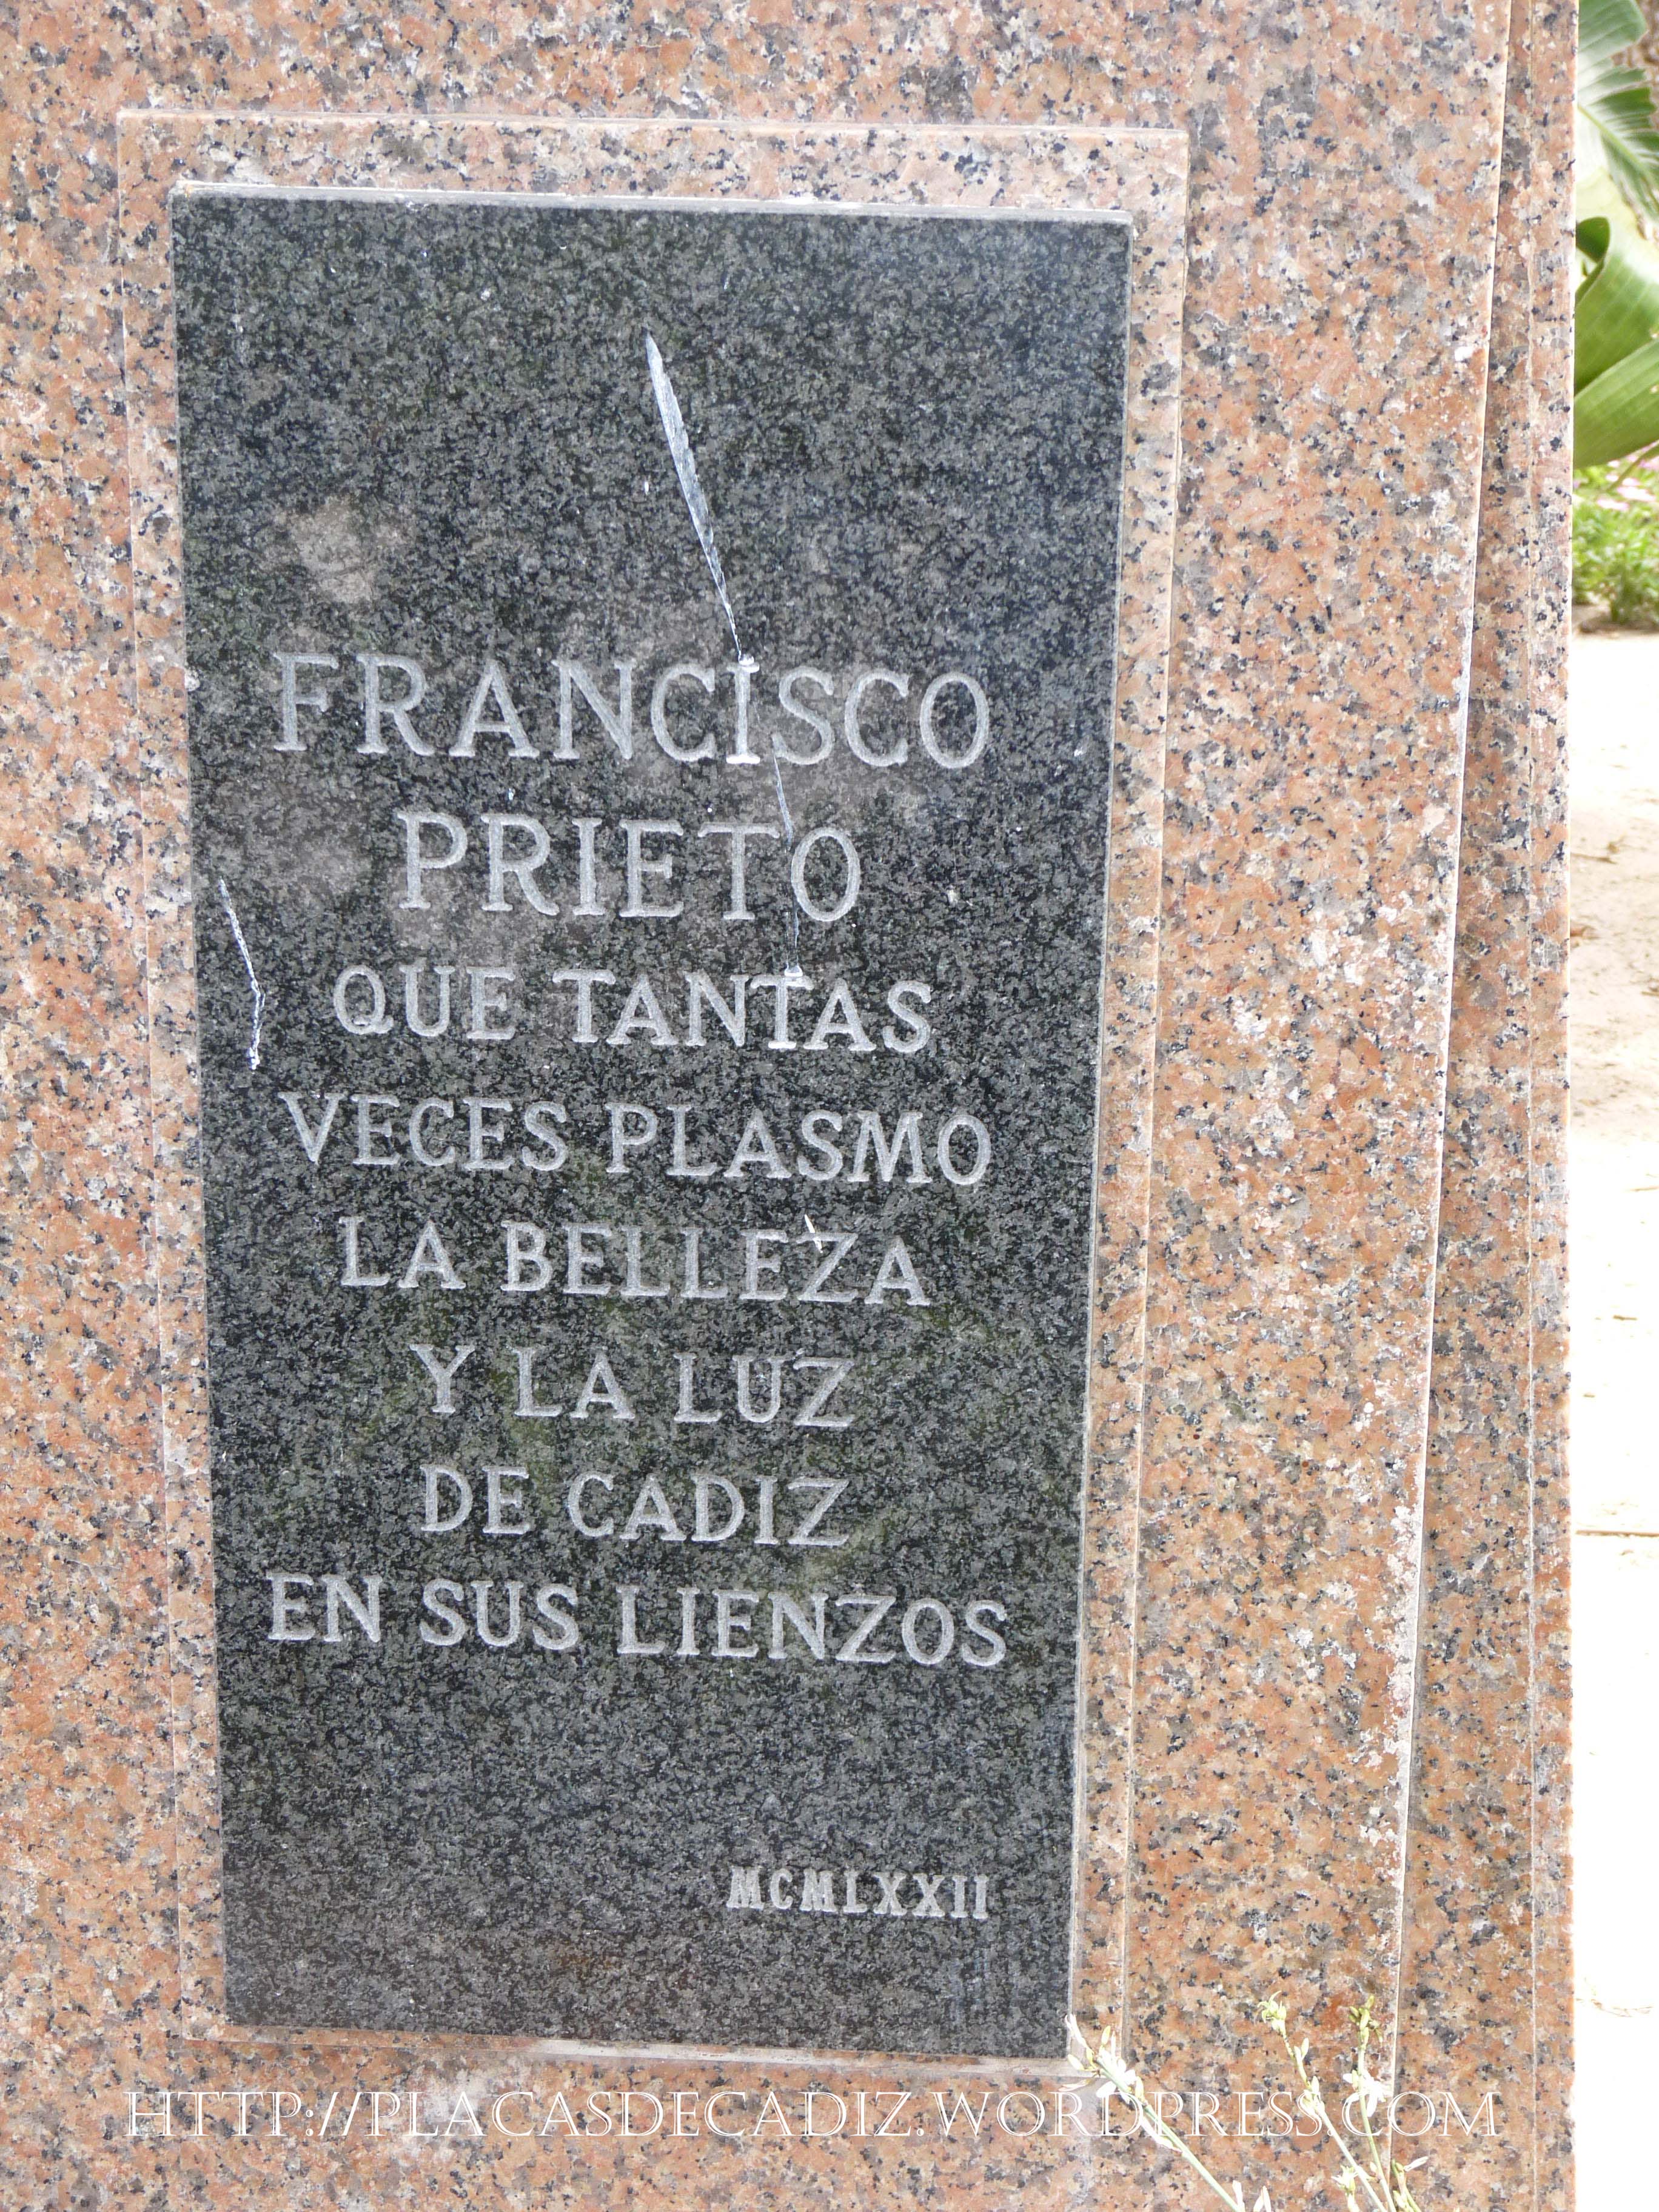 FRANCISCO
PRIETO
QUE TANTAS
VECES PLASMO
LA BELLEZA
Y LA LUZ
DE CADIZ
EN SUS LIENZOS
MCMLXXII
HTTP://PLACASDECADIZ.WORDPRESS.COM